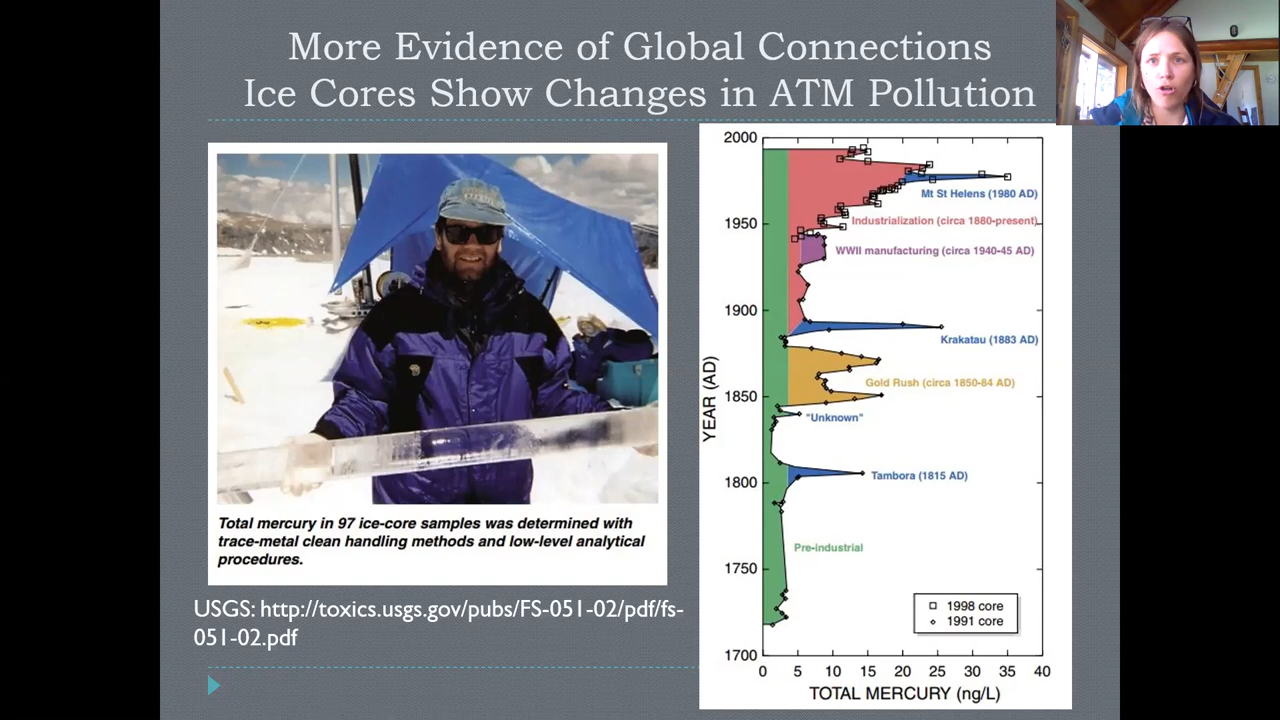 More Evidence of Global Connections
Ice Cores Show Changes in ATM Pollution
Total mercury in 97 ice-core samples was determined with
trace-metal clean handling methods and low-level analytical
procedures.
USGS: http://toxics.usgs.gov/pubs/FS-051-02/pdf/fs-
051-02.pdf
YEAR (AD)
2000
1950
1900
1850
1800
1750
1700
Mt St Helens (1980 AD)
Industrialization (circa 1880-present)
WWII manufacturing (circa 1940-45 AD)
Krakatau (1883 AD)
Gold Rush (circa 1850-84 AD)
"Unknown"
Tambora (1815 AD)
Pre-industrial
1998 core
1991 core
0 5 10 15 20 25 30 35 40
TOTAL MERCURY (ng/L)